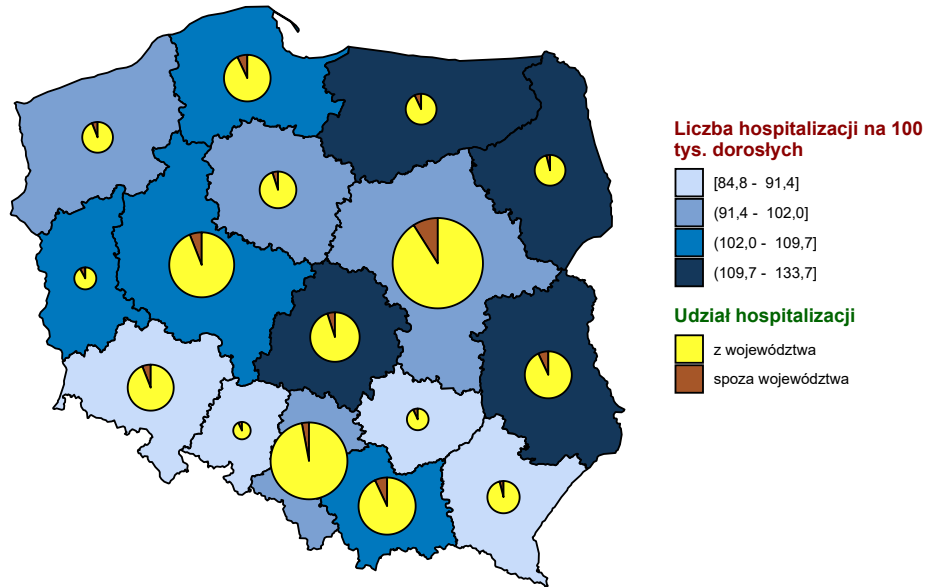 Liczba hospitalizacji na 100
tys. dorosłych
[84,8 - 91,4]
(91,4 - 102,0]
(102,0 - 109,7]
(109,7 - 133,7]
Udział hospitalizacji
z województwa
spoza województwa